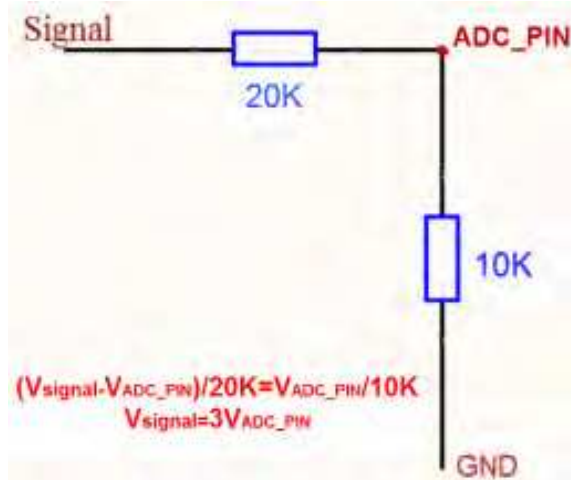 Signal
ADC_PIN
20K
10K
(Vsignal-VADC_PIN)/20K=VADC_PIN/10K
Vsignal=3VADC_PIN
GND